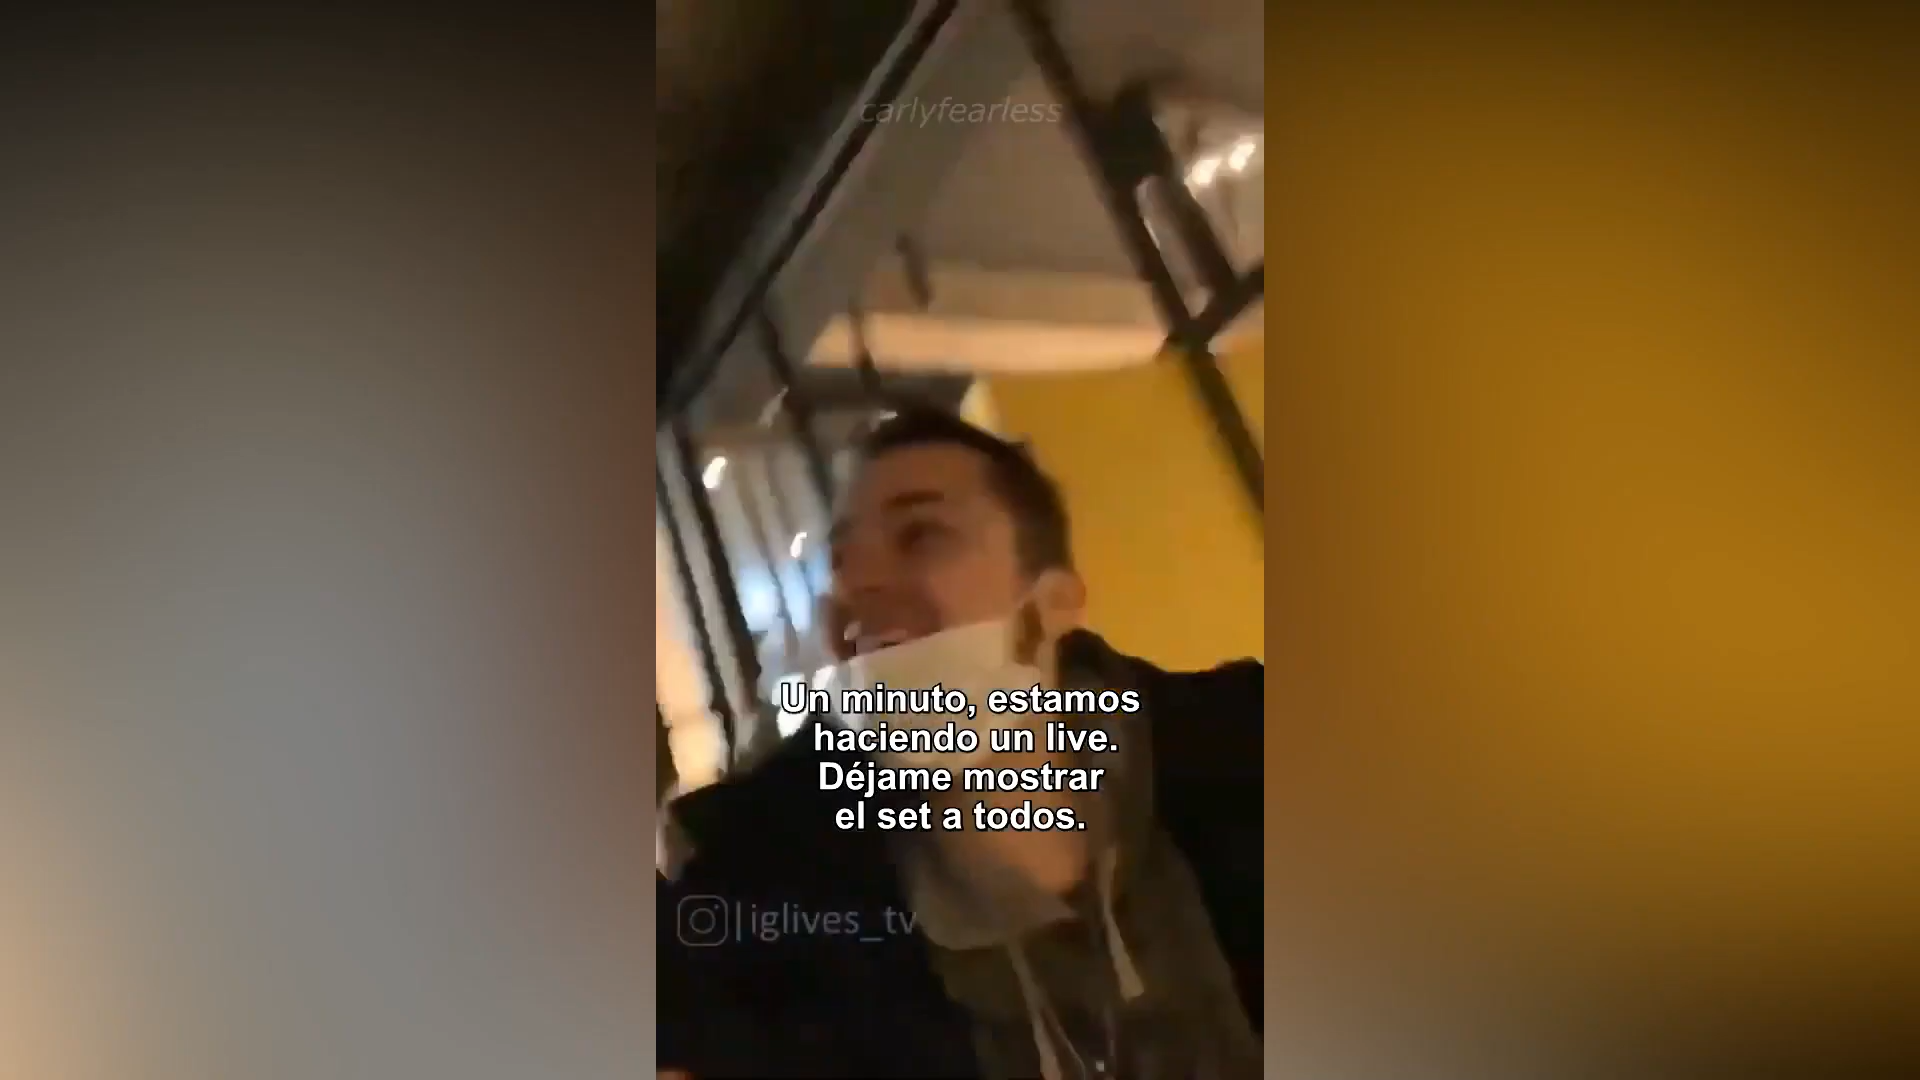 carlyfearless
Un minuto, estamos
haciendo un live.
Déjame mostrar
el set a todos.
|iglives_tv